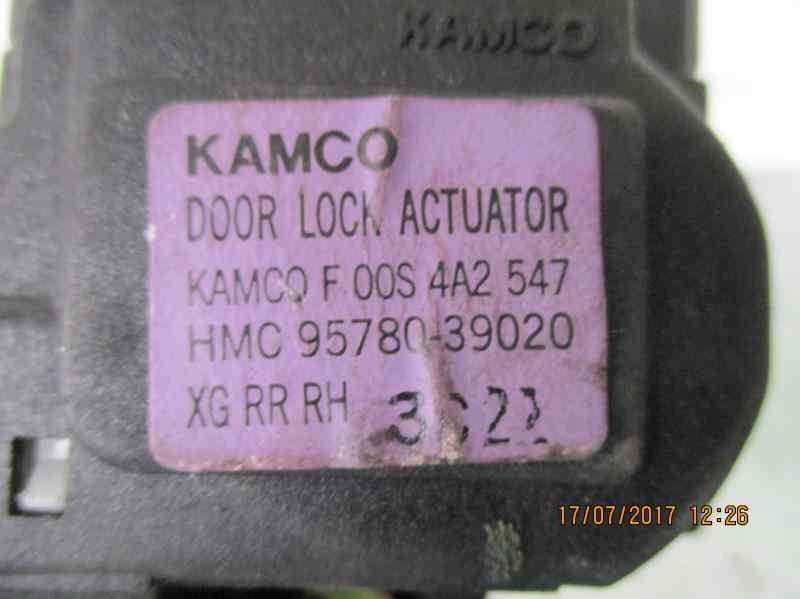 KAMCO
KAMCO
DOOR LOCK ACTUATOR
KAMCO F 00S 4A2 547
HMC 95780-39020
XG RR RH 3C22
17/07/2017 12:26